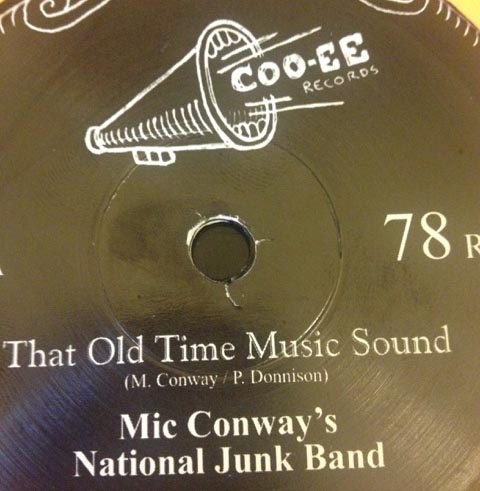 COO-EE
RECORDS
78 R
That Old Time Music Sound
(M. Conway / P. Donnison)
Mic Conway's
National Junk Band